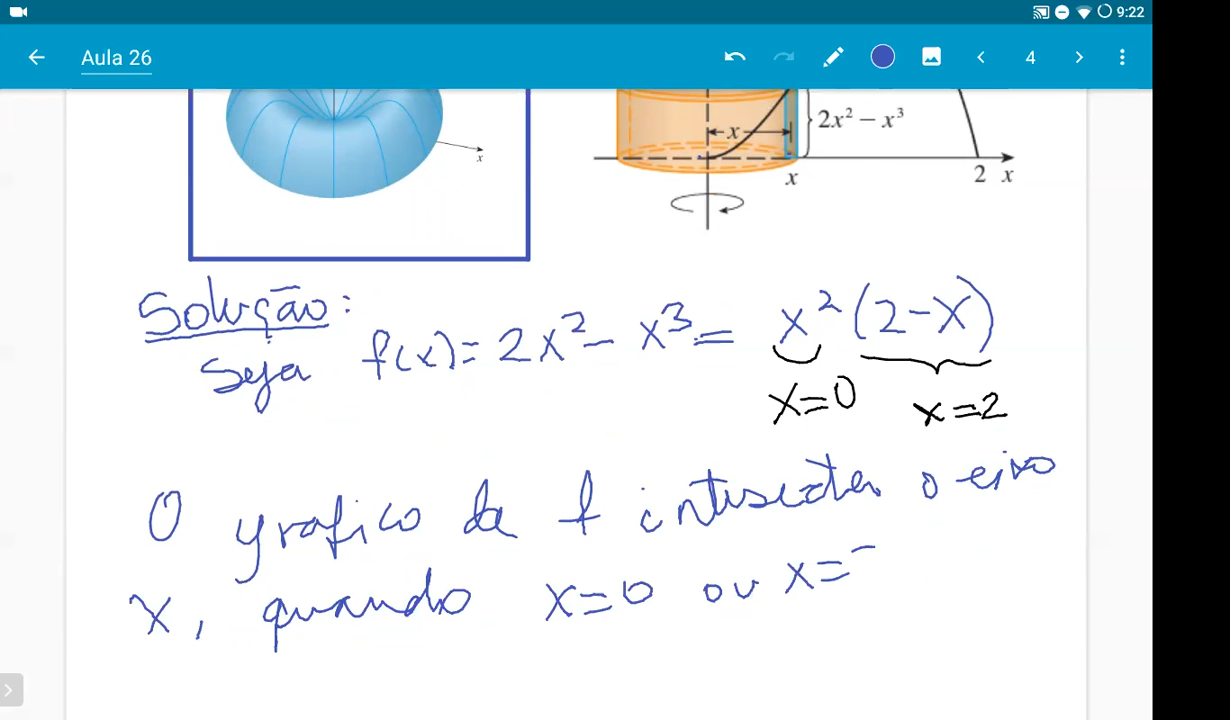 9:22
Aula 26
4
x
x
2x² − x³
x
2 x
Solução:
Seja f(x) = 2x² − x³ = x²(2−x)
x=0 x=2
O grafico de f intersecta o eixo
x, quando x=0 ou x=